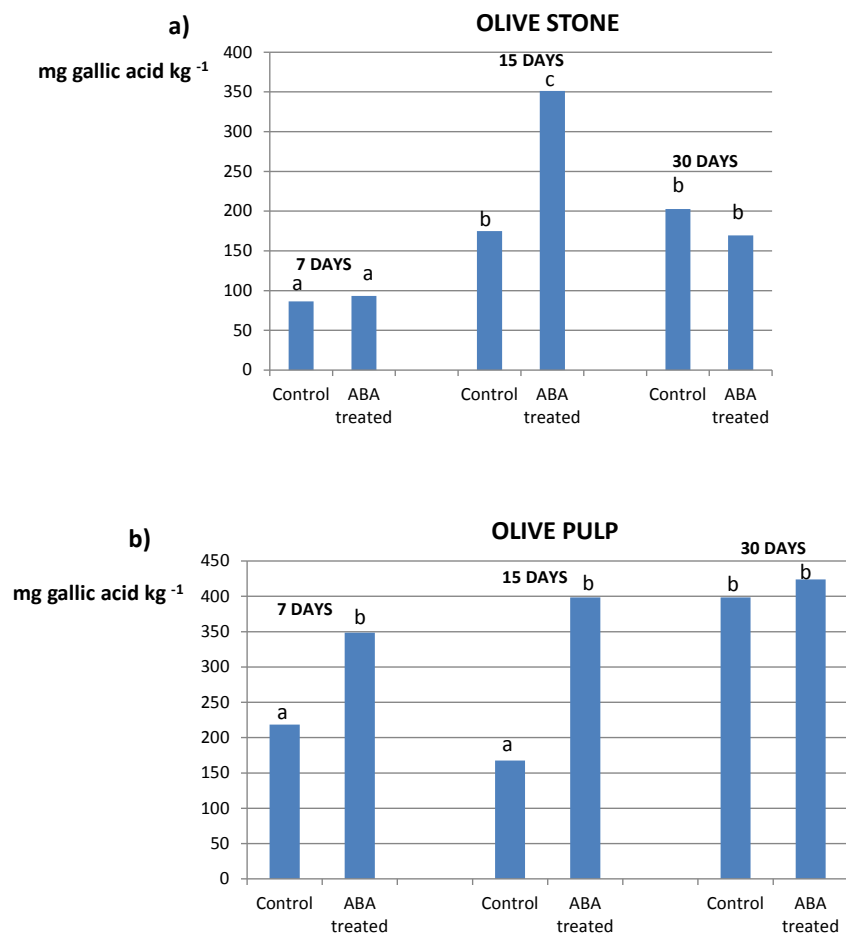 a)
OLIVE STONE
mg gallic acid kg -1
400
350
300
250
200
150
100
50
0
7 DAYS
15 DAYS
30 DAYS
a
a
b
c
b
b
Control
ABA treated
Control
ABA treated
Control
ABA treated
b)
OLIVE PULP
mg gallic acid kg -1
450
400
350
300
250
200
150
100
50
0
7 DAYS
15 DAYS
30 DAYS
a
b
a
b
b
b
Control
ABA treated
Control
ABA treated
Control
ABA treated